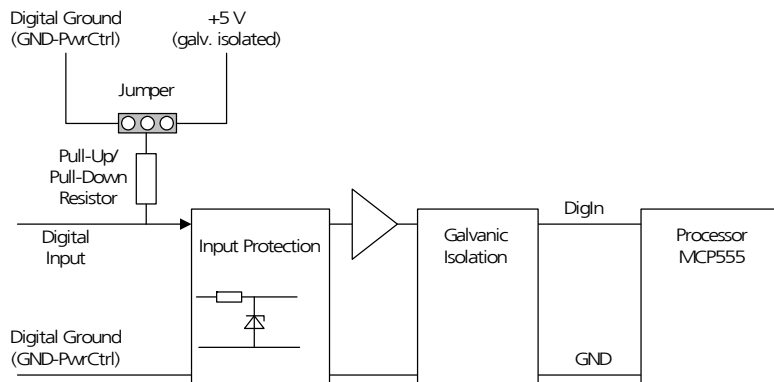 Digital Ground
(GND-PwrCtrl)
+5 V
(galv. isolated)
Jumper
Pull-Up/
Pull-Down
Resistor
Digital
Input
Input Protection
Galvanic
Isolation
DigIn
Processor
MCP555
Digital Ground
(GND-PwrCtrl)
GND